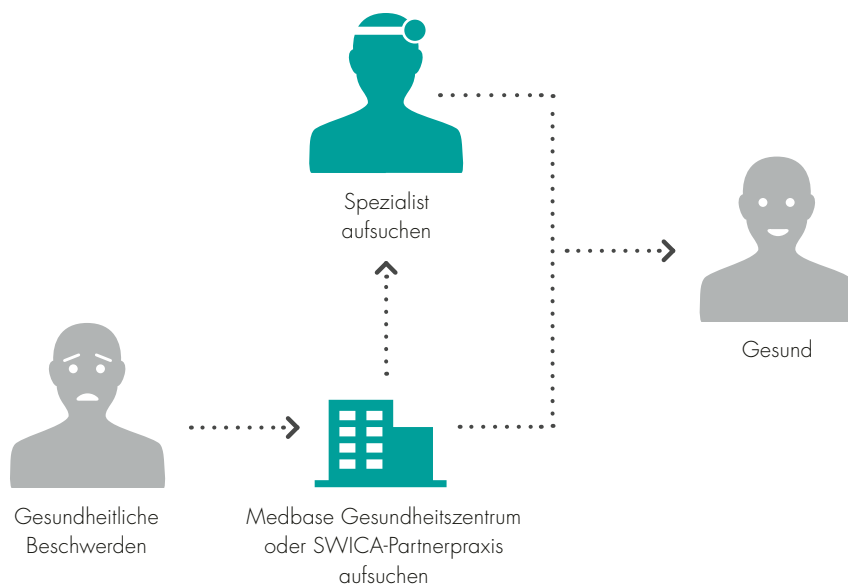 Spezialist
aufsuchen
Gesund
Gesundheitliche
Beschwerden
Medbase Gesundheitszentrum
oder SWICA-Partnerpraxis
aufsuchen